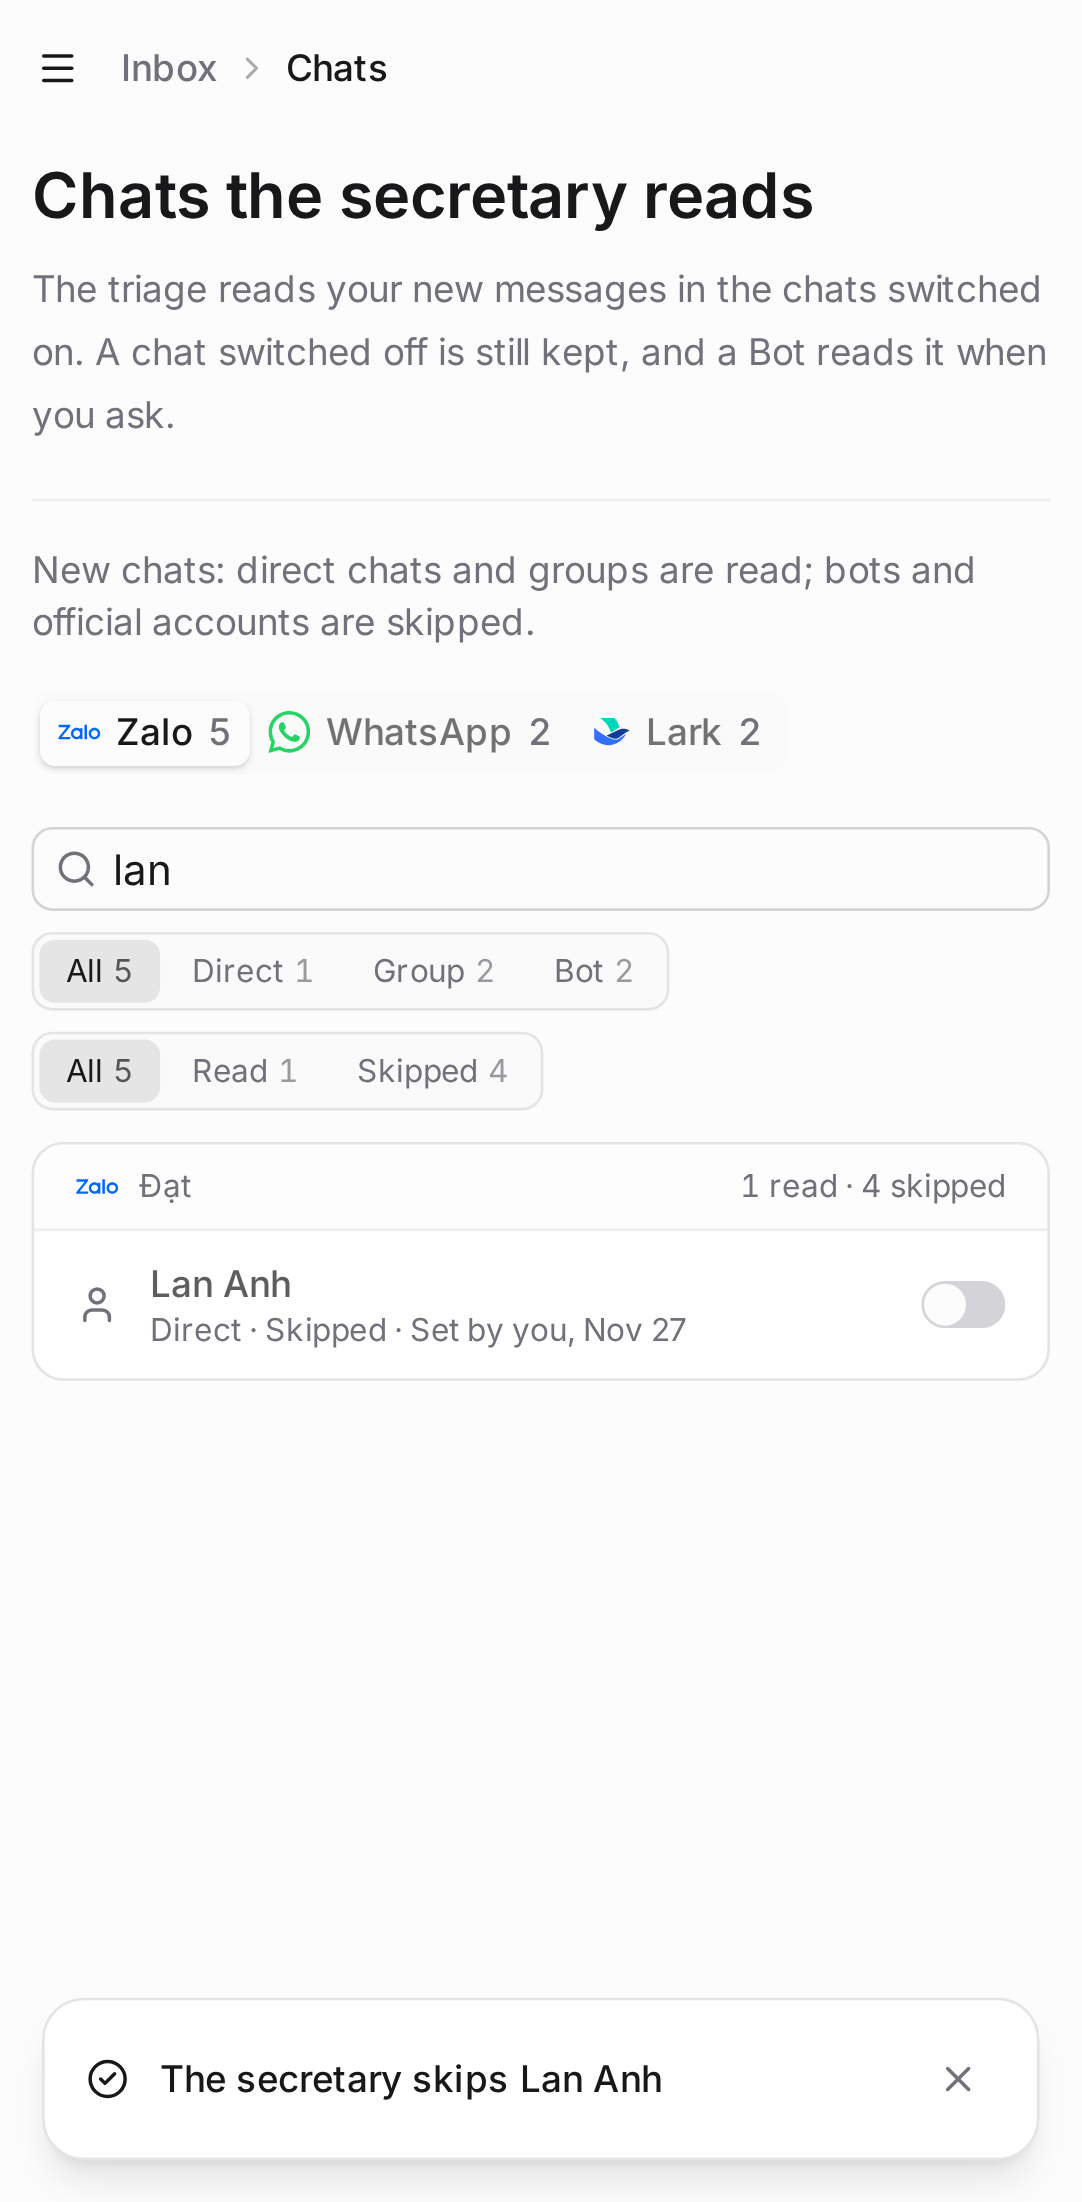 Inbox > Chats
Chats the secretary reads
The triage reads your new messages in the chats switched
on. A chat switched off is still kept, and a Bot reads it when
you ask.
New chats: direct chats and groups are read; bots and
official accounts are skipped.
Zalo Zalo 5 WhatsApp 2 Lark 2
lan
All 5 Direct 1 Group 2 Bot 2
All 5 Read 1 Skipped 4
Zalo Đạt 1 read · 4 skipped
Lan Anh
Direct · Skipped · Set by you, Nov 27
The secretary skips Lan Anh